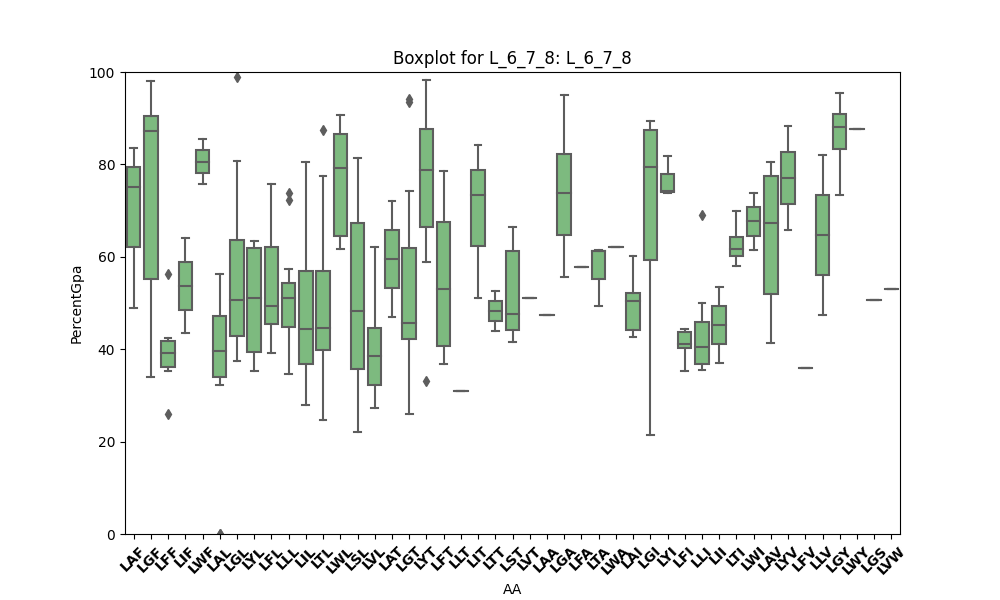 Boxplot for L_6_7_8: L_6_7_8
PercentGpa
100
80
60
40
20
0
LAF LGF LFF LIF LWF LAL LGL LYL LFL LLL LIL LTL LWL LSL LVL LAT LGT LYT LFT LLT LIT LTT LST LVT LAA LGA LFA LTA LWA LAI LGI LYI LFI LLI LII LTI LWI LAV LYV LFV LLV LGY LWY LGS LVW
AA